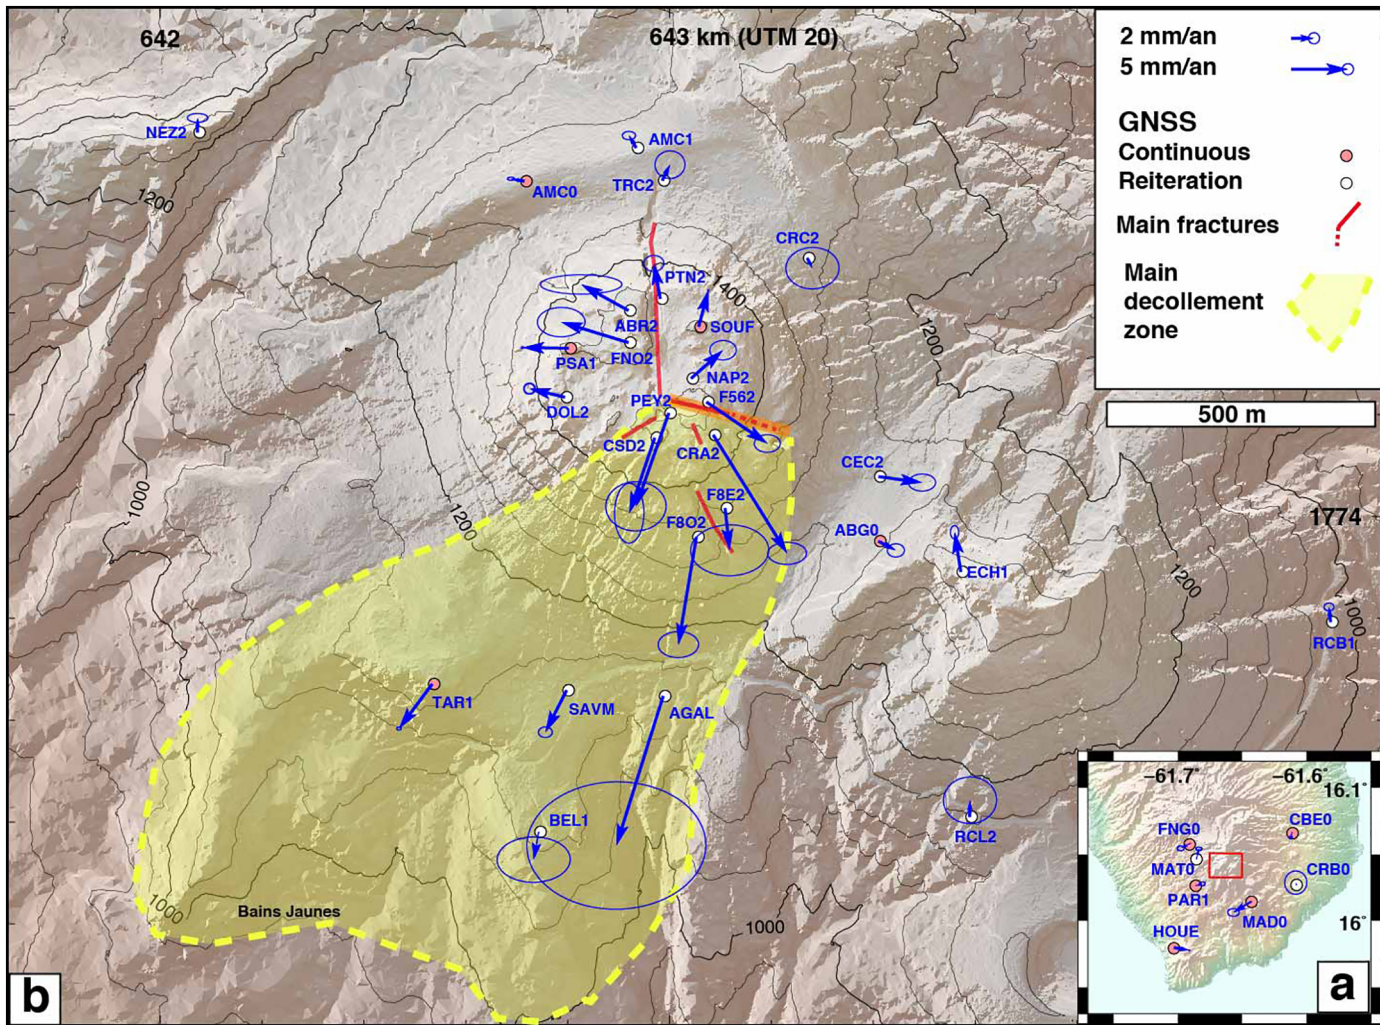 642
643 km (UTM 20)
2 mm/an
5 mm/an
GNSS
Continuous
Reiteration
Main fractures
Main
decollement
zone
500 m
NEZ2
AMC1
TRC2
AMC0
1200
CRC2
PTN2
1400
ABR2
SOUF
1200
FNO2
PSA1
NAP2
PEY2
F562
DOL2
CSD2
CRA2
CEC2
1000
F8E2
1200
F8O2
ABG0
1774
ECH1
1200
1000
RCB1
TAR1
SAVM
AGAL
BEL1
RCL2
1000
Bains Jaunes
1000
−61.7°
−61.6°
16.1°
FNG0
CBE0
MAT0
CRB0
PAR1
MAD0
16°
HOUE
b
a